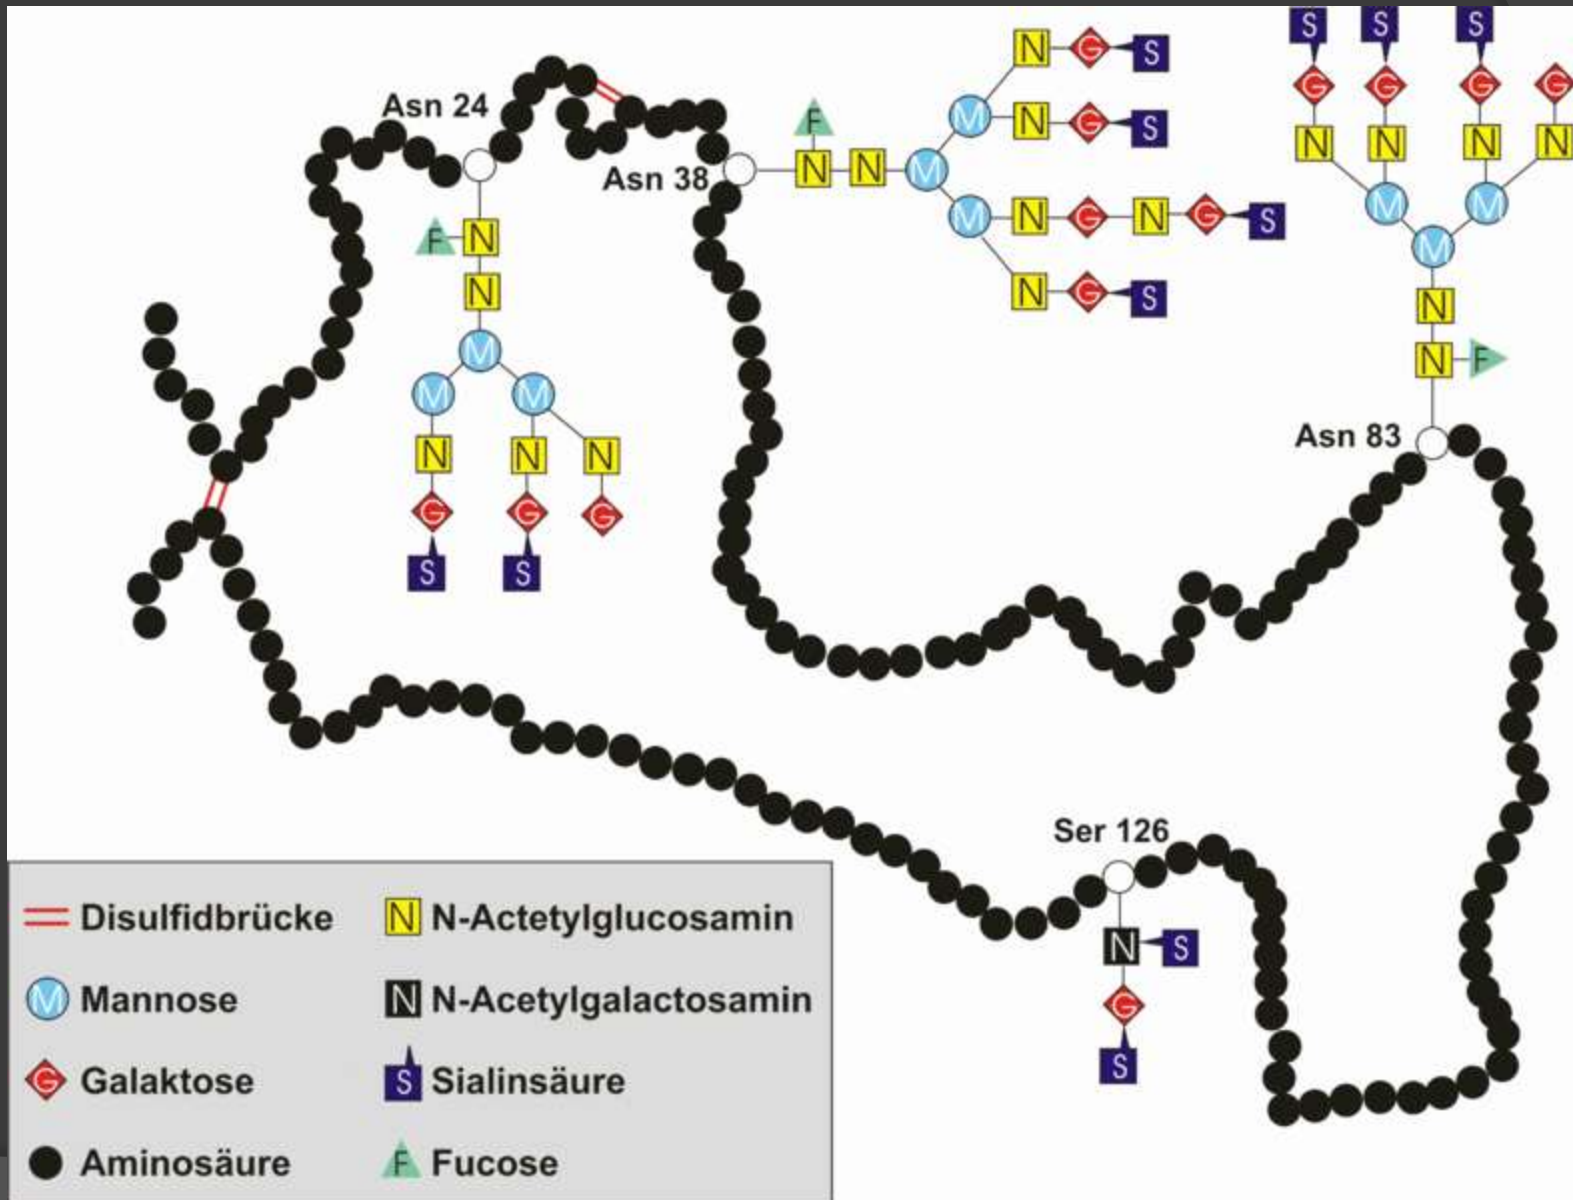 S S S
N G S
G G G G
Asn 24
F
M N G S
N N N N
Asn 38
N N M
M M
M N G N G S
F N
M
N
N G S
N
M
N F
M M
Asn 83
N N N
G G G
S S
Ser 126
N S
G
S
Disulfidbrücke
N N-Actetylglucosamin
M Mannose
N N-Acetylgalactosamin
G Galaktose
S Sialinsäure
Aminosäure
F Fucose